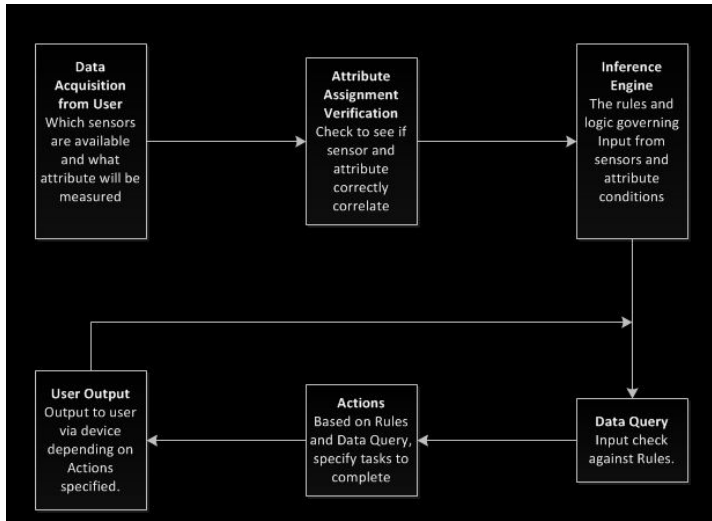 Data
Acquisition
from User
Which sensors
are available
and what
attribute will be
measured
Attribute
Assignment
Verification
Check to see if
sensor and
attribute
correctly
correlate
Inference
Engine
The rules and
logic governing
Input from
sensors and
attribute
conditions
User Output
Output to user
via device
depending on
Actions
specified.
Actions
Based on Rules
and Data Query,
specify tasks to
complete
Data Query
Input check
against Rules.